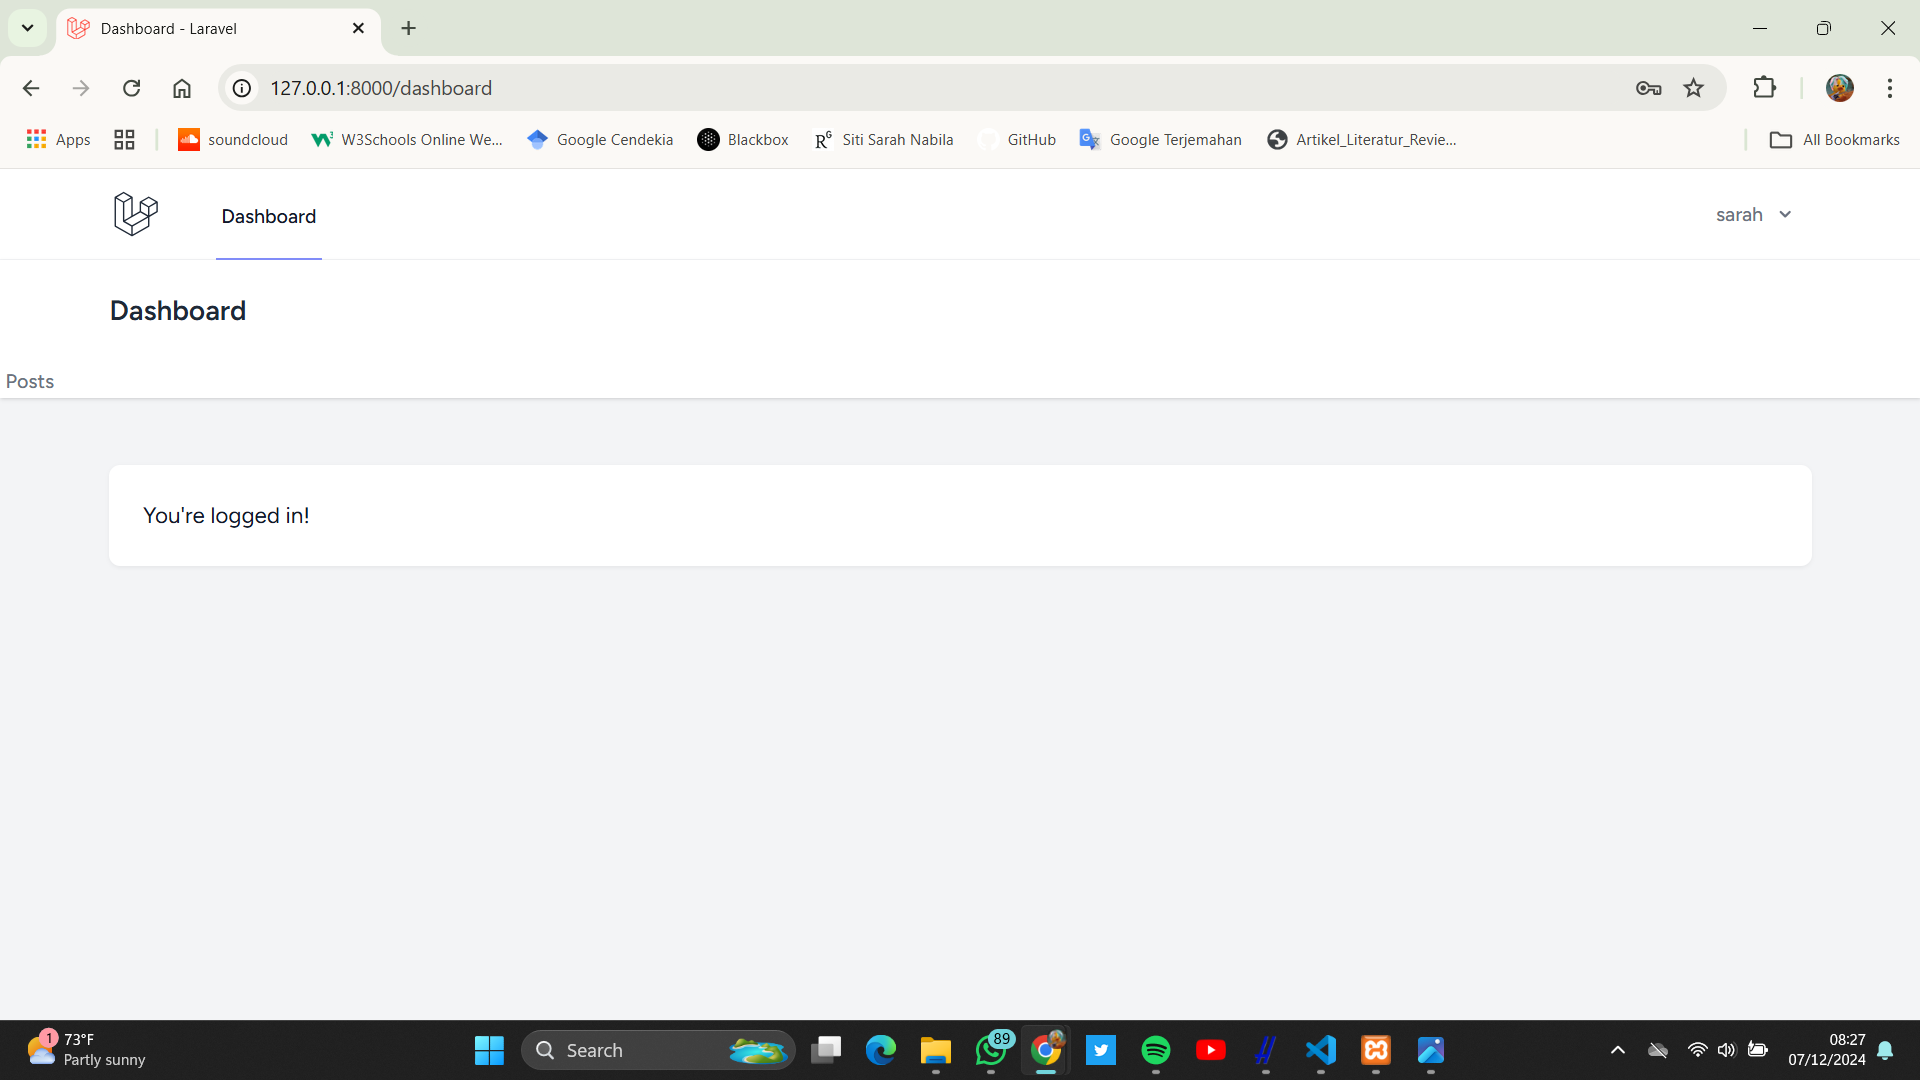 Dashboard - Laravel
127.0.0.1:8000/dashboard
Apps
soundcloud
W3Schools Online We...
Google Cendekia
Blackbox
Siti Sarah Nabila
GitHub
Google Terjemahan
Artikel_Literatur_Revie...
All Bookmarks
Dashboard
sarah
Dashboard
Posts
You're logged in!
1
73°F
Partly sunny
Search
89
08:27
07/12/2024